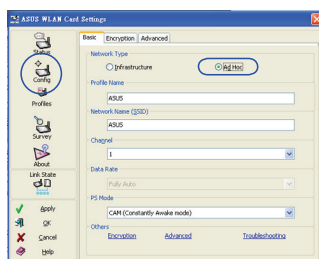 ASUS WLAN Card Settings
Status
Config
Profiles
Survey
About
Link State
Apply
OK
Cancel
Help
Basic Encryption Advanced
Network Type
Infrastructure Ad Hoc
Profile Name
ASUS
Network Name (SSID)
ASUS
Channel
1
Data Rate
Fully Auto
PS Mode
CAM (Constantly Awake mode)
Others
Encryption Advanced Troubleshooting